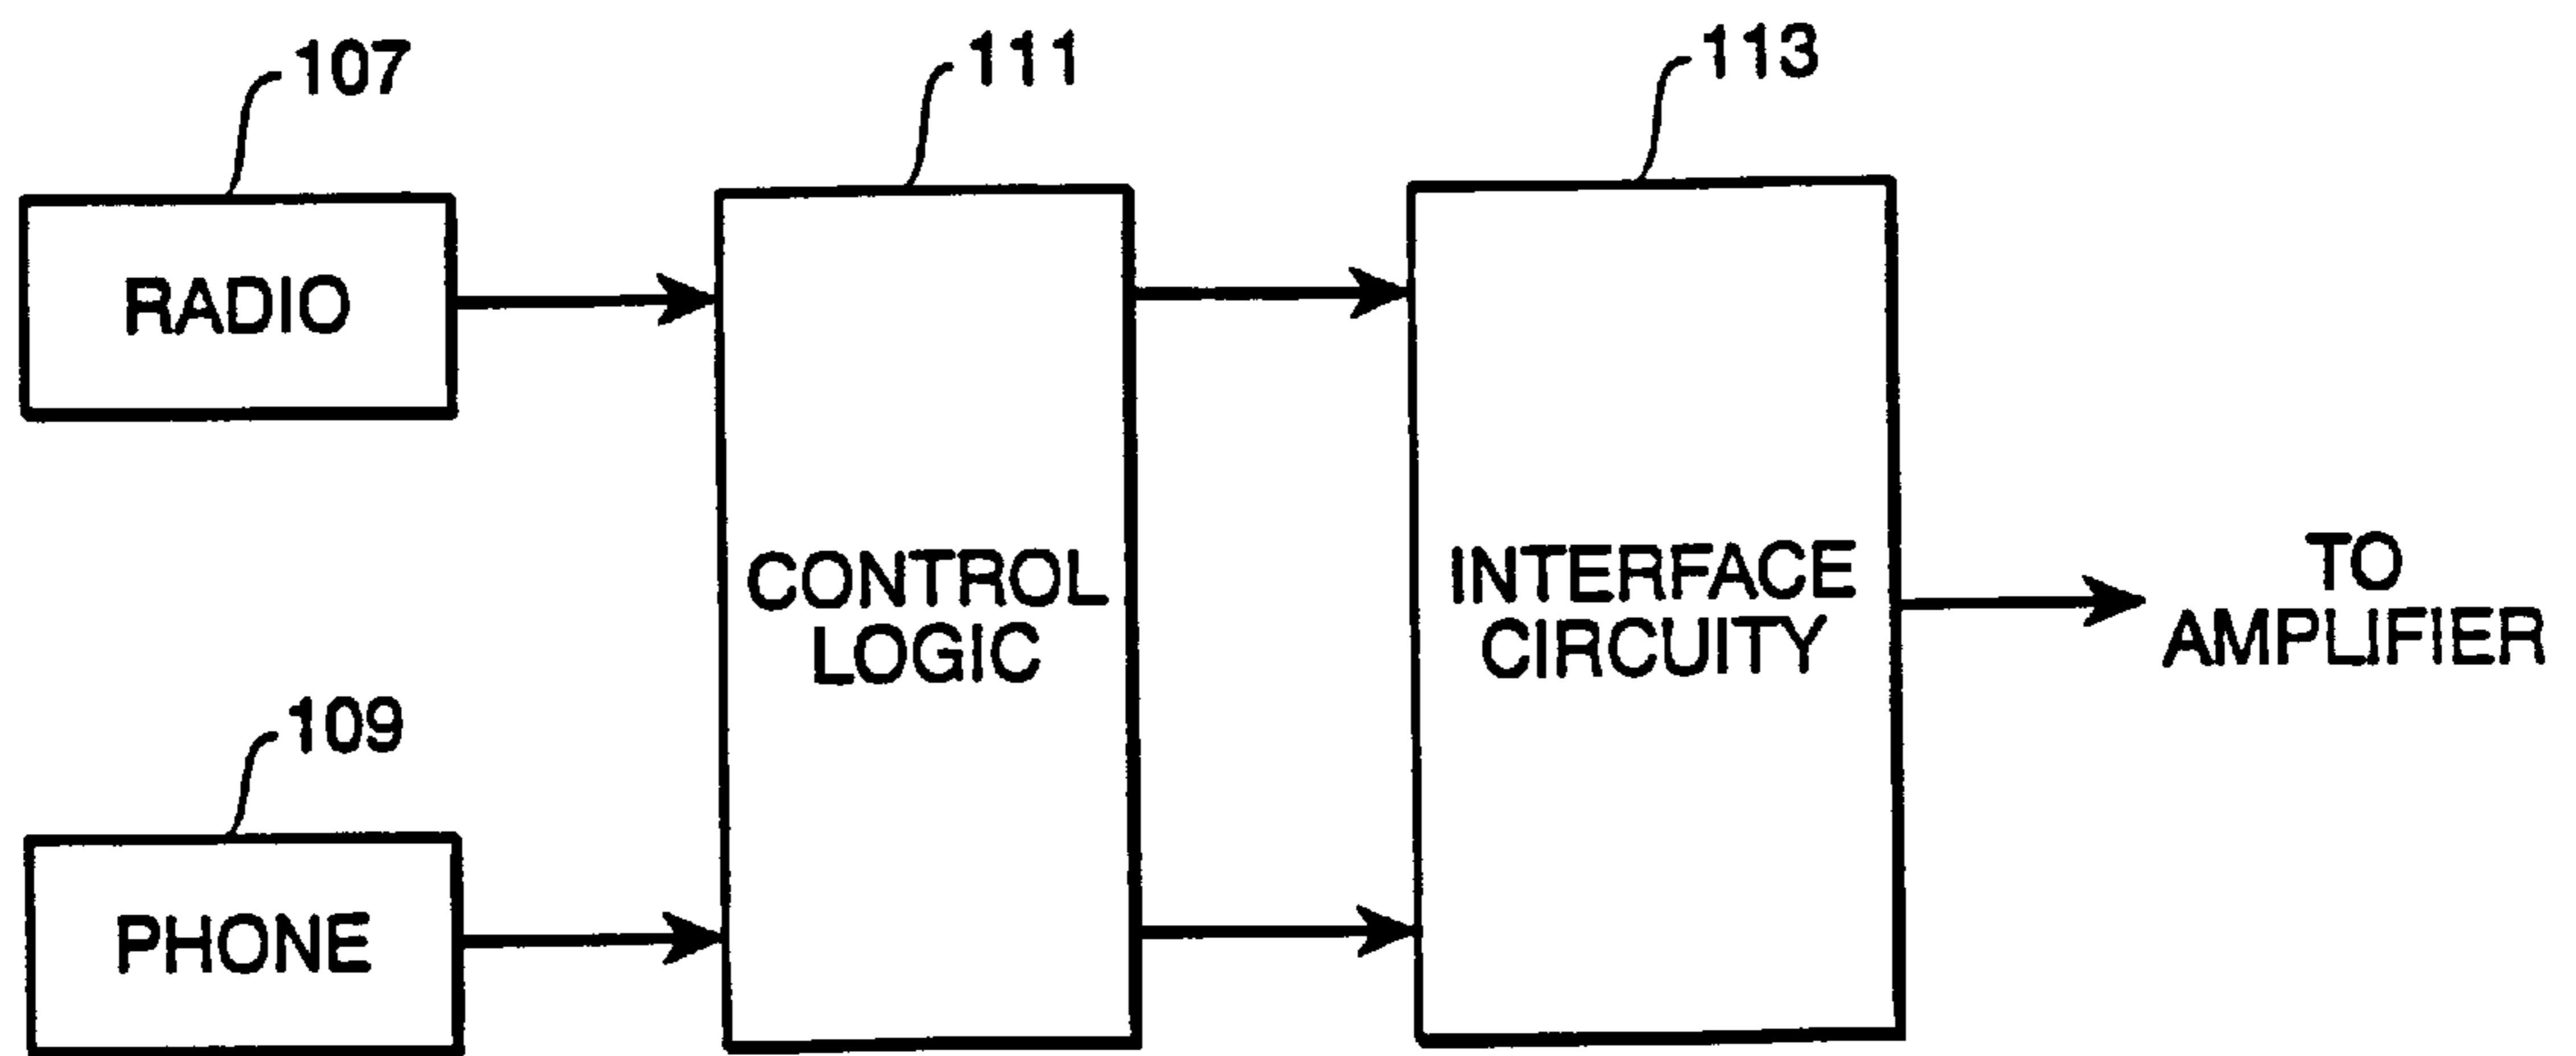 107
111
113
RADIO
CONTROL
LOGIC
INTERFACE
CIRCUITY
TO
AMPLIFIER
109
PHONE